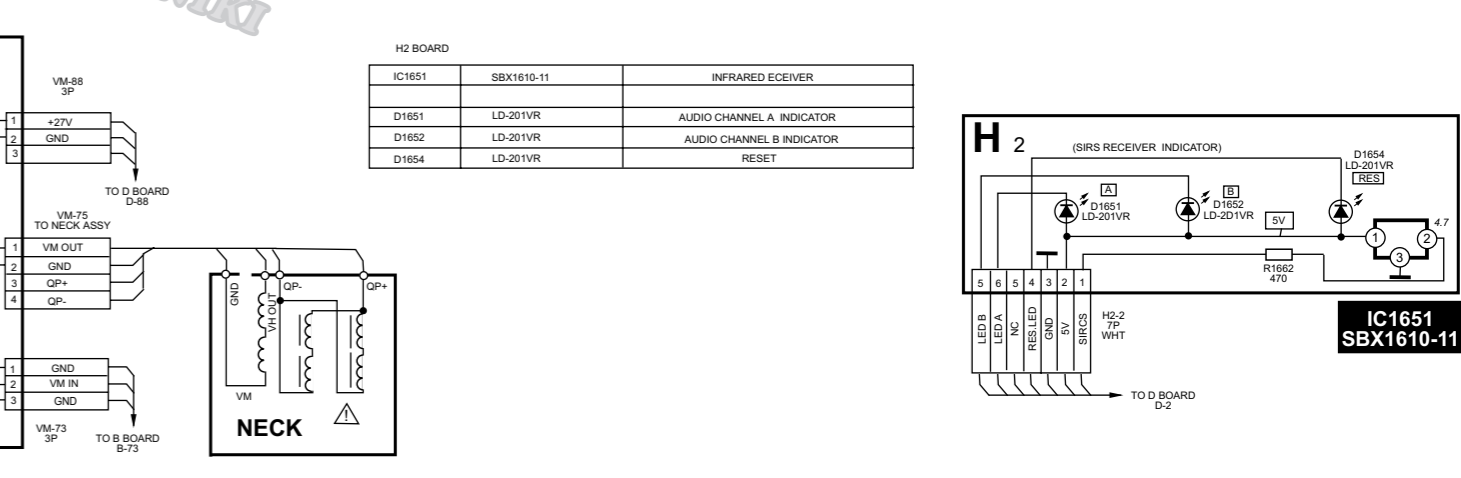 WIKI
VM-88
3P
1 +27V
2 GND
3
TO D BOARD
D-88
VM-75
TO NECK ASSY
1 VM OUT
2 GND
3 QP+
4 QP-
1 GND
2 VM IN
3 GND
VM-73
3P
TO B BOARD
B-73
GND
VH OUT
QP-
QP+
VM
NECK
!
H2 BOARD
IC1651 SBX1610-11 INFRARED ECEIVER
D1651 LD-201VR AUDIO CHANNEL A INDICATOR
D1652 LD-201VR AUDIO CHANNEL B INDICATOR
D1654 LD-201VR RESET
H 2
(SIRS RECEIVER INDICATOR)
A
D1651
LD-201VR
B
D1652
LD-2D1VR
D1654
LD-201VR
RES
5V
1 2 3
4.7
R1662
470
5 6 5 4 3 2 1
LED B
LED A
NC
RES.LED
GND
5V
SIRCS
H2-2
7P
WHT
TO D BOARD
D-2
IC1651
SBX1610-11